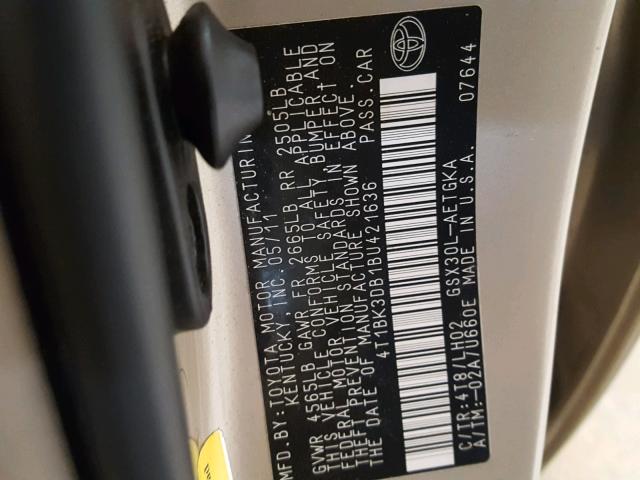 MFD. BY: TOYOTA MOTOR MANUFACTURIN
KENTUCKY, INC. 05/11
GVWR 4565LB GAWR FR 2665LB RR 2505LB
THIS VEHICLE CONFORMS TO ALL APPLICABLE
FEDERAL MOTOR VEHICLE SAFETY, BUMPER, AND
THEFT PREVENTION STANDARDS IN EFFECT ON
THE DATE OF MANUFACTURE SHOWN ABOVE.
4T1BK3DB1BU421636 PASS. CAR
C/TR: 4T8/LH02 GSX30L-AETGKA 07644
A/TM: -02A/U660E MADE IN U.S.A.